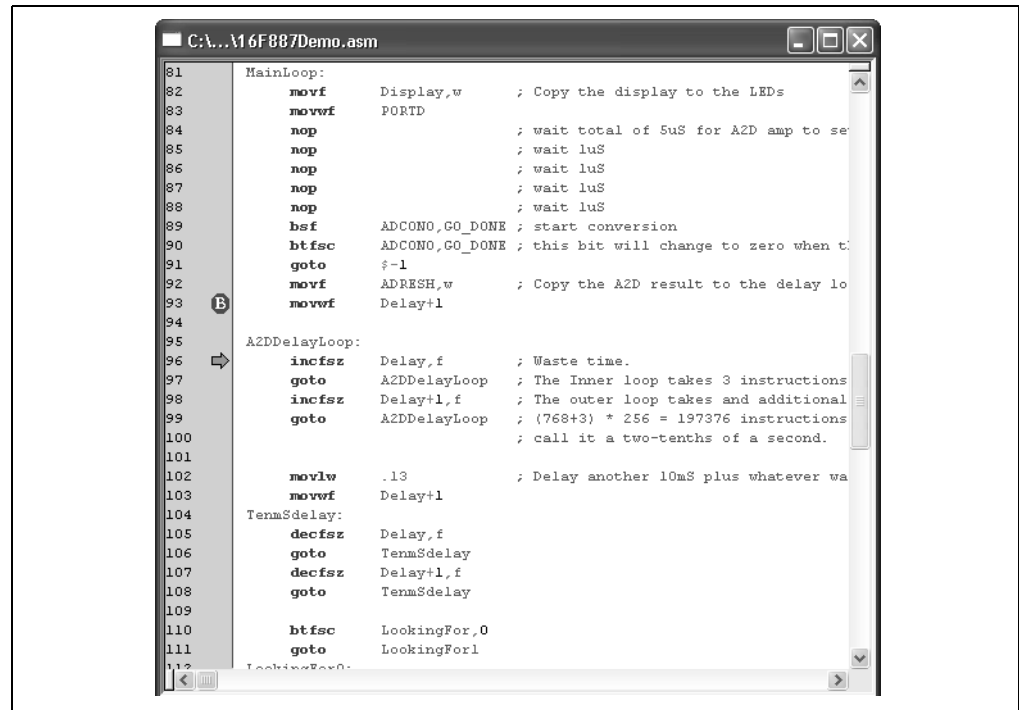 C:\...\16F887Demo.asm
81 MainLoop:
82 movf Display,w ; Copy the display to the LEDs
83 movwf PORTD
84 nop ; wait total of 5uS for A2D amp to se
85 nop ; wait 1uS
86 nop ; wait 1uS
87 nop ; wait 1uS
88 nop ; wait 1uS
89 bsf ADCON0,GO_DONE ; start conversion
90 btfsc ADCON0,GO_DONE ; this bit will change to zero when t
91 goto $-1
92 movf ADRESH,w ; Copy the A2D result to the delay lo
93 B movwf Delay+1
94
95 A2DDelayLoop:
96 incfsz Delay,f ; Waste time.
97 goto A2DDelayLoop ; The Inner loop takes 3 instructions
98 incfsz Delay+1,f ; The outer loop takes and additional
99 goto A2DDelayLoop ; (768+3) * 256 = 197376 instructions
100 ; call it a two-tenths of a second.
101
102 movlw .13 ; Delay another 10mS plus whatever wa
103 movwf Delay+1
104 TenmSdelay:
105 decfsz Delay,f
106 goto TenmSdelay
107 decfsz Delay+1,f
108 goto TenmSdelay
109
110 btfsc LookingFor,0
111 goto LookingFor1
112 LookingFor0: